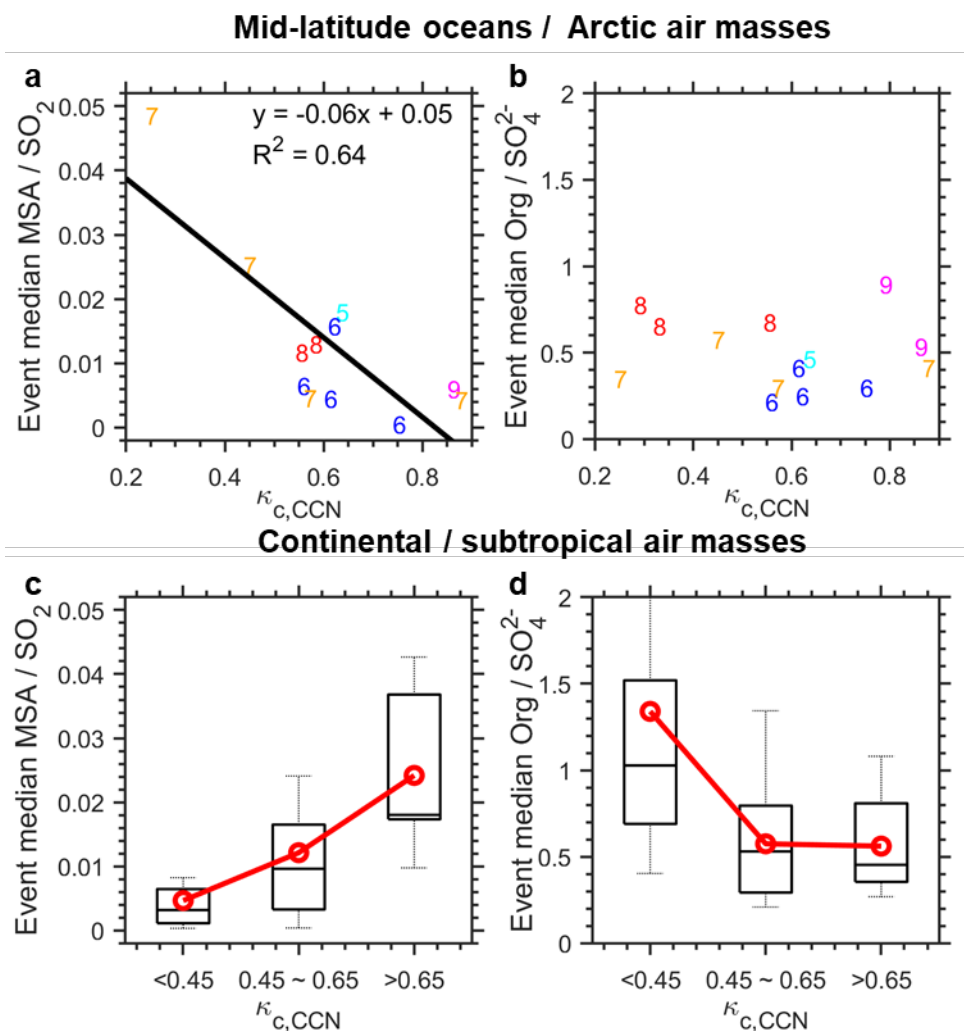 Mid-latitude oceans / Arctic air masses
a
b
y = -0.06x + 0.05
R² = 0.64
Event median MSA / SO₂
0.05
0.04
0.03
0.02
0.01
0
7
7
5
6
8
8
6
7
6
6
9
7
0.2 0.4 0.6 0.8
κc,CCN
Event median Org / SO₄²⁻
2
1.5
1
0.5
0
9
8
8
8
7
9
5
6
7
7
7
6
6
6
0.2 0.4 0.6 0.8
κc,CCN
Continental / subtropical air masses
c
d
Event median MSA / SO₂
0.05
0.04
0.03
0.02
0.01
0
<0.45 0.45 ~ 0.65 >0.65
κc,CCN
Event median Org / SO₄²⁻
2
1.5
1
0.5
0
<0.45 0.45 ~ 0.65 >0.65
κc,CCN